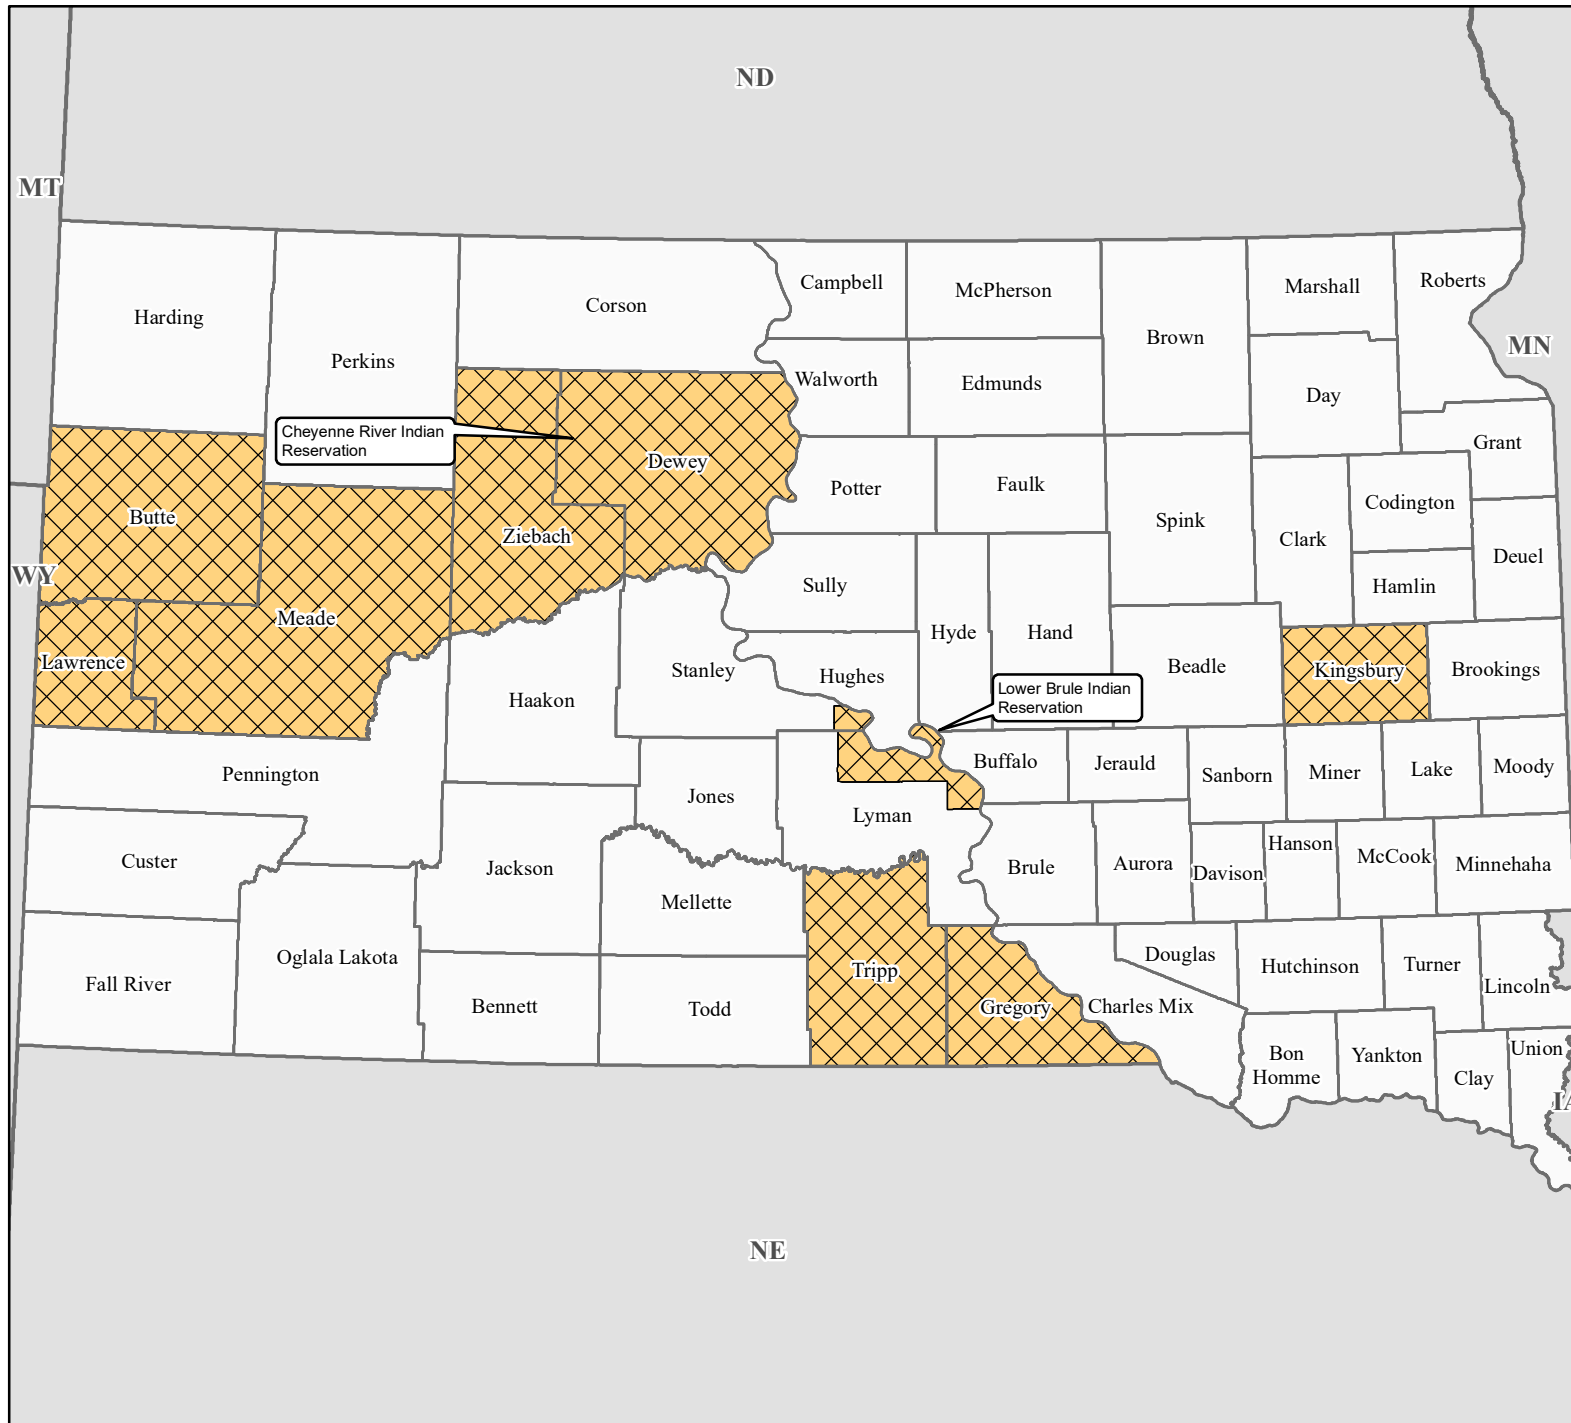 ND
MT
Harding
Perkins
Corson
Campbell
McPherson
Brown
Marshall
Roberts
MN
Walworth
Edmunds
Day
Grant
Cheyenne River Indian
Reservation
Dewey
Potter
Faulk
Spink
Codington
Clark
Deuel
Butte
Ziebach
WY
Sully
Hamlin
Meade
Hyde
Hand
Lawrence
Stanley
Hughes
Beadle
Kingsbury
Brookings
Haakon
Lower Brule Indian
Reservation
Pennington
Buffalo
Jerauld
Sanborn
Miner
Lake
Moody
Jones
Lyman
Custer
Jackson
Mellette
Brule
Aurora
Davison
Hanson
McCook
Minnehaha
Fall River
Oglala Lakota
Tripp
Douglas
Hutchinson
Turner
Lincoln
Bennett
Todd
Gregory
Charles Mix
Bon
Homme
Yankton
Clay
Union
IA
NE